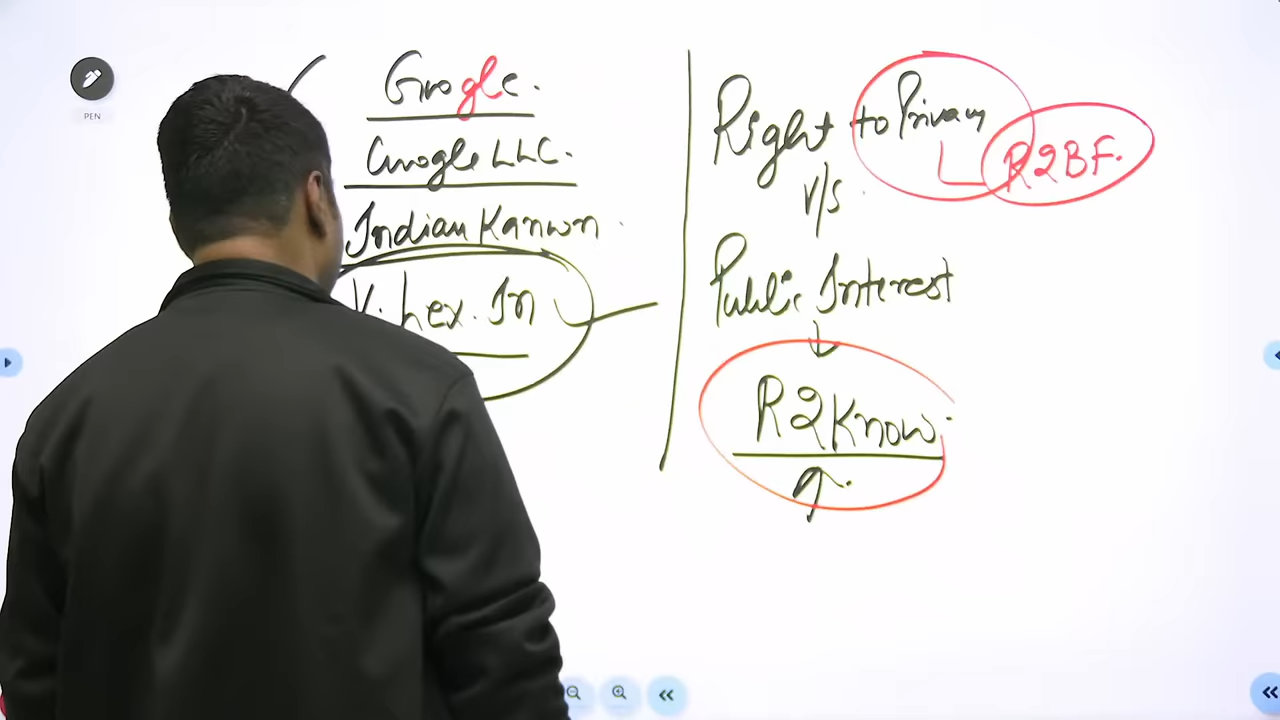 PEN
Google.
Google LLC.
Indian Kanoon.
V. Lex. In
Right to Privacy
R2BF.
V/s.
Public Interest
R2Know.